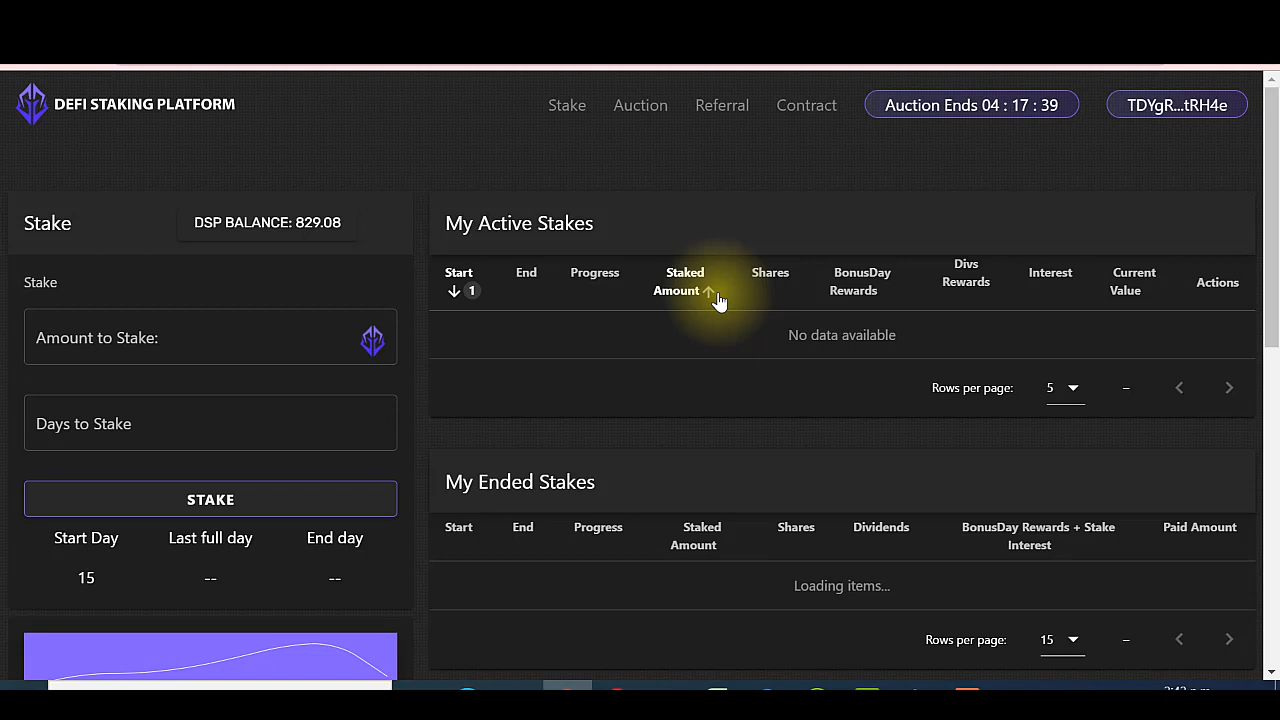 DEFI STAKING PLATFORM
Stake Auction Referral Contract Auction Ends 04 : 17 : 39 TDYgR...tRH4e
Stake DSP BALANCE: 829.08
Stake
Amount to Stake:
Days to Stake
STAKE
Start Day Last full day End day
15 -- --
My Active Stakes
Start 1 End Progress Staked Amount Shares BonusDay Rewards Divs Rewards Interest Current Value Actions
No data available
Rows per page: 5 –
My Ended Stakes
Start End Progress Staked Amount Shares Dividends BonusDay Rewards + Stake Interest Paid Amount
Loading items...
Rows per page: 15 –